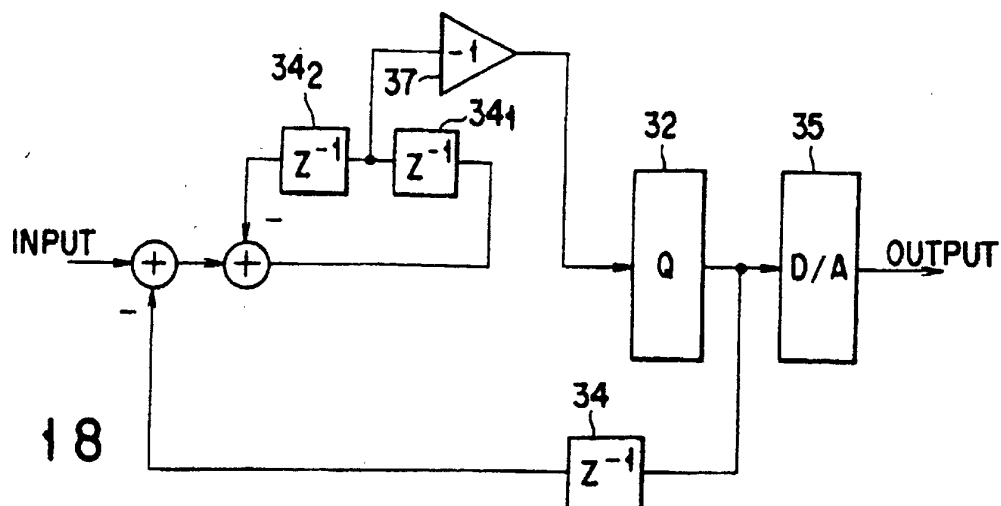 -1
37
34₂
34₁
Z⁻¹
Z⁻¹
32
35
INPUT
+
+
-
-
Q
D/A
OUTPUT
34
Z⁻¹
18